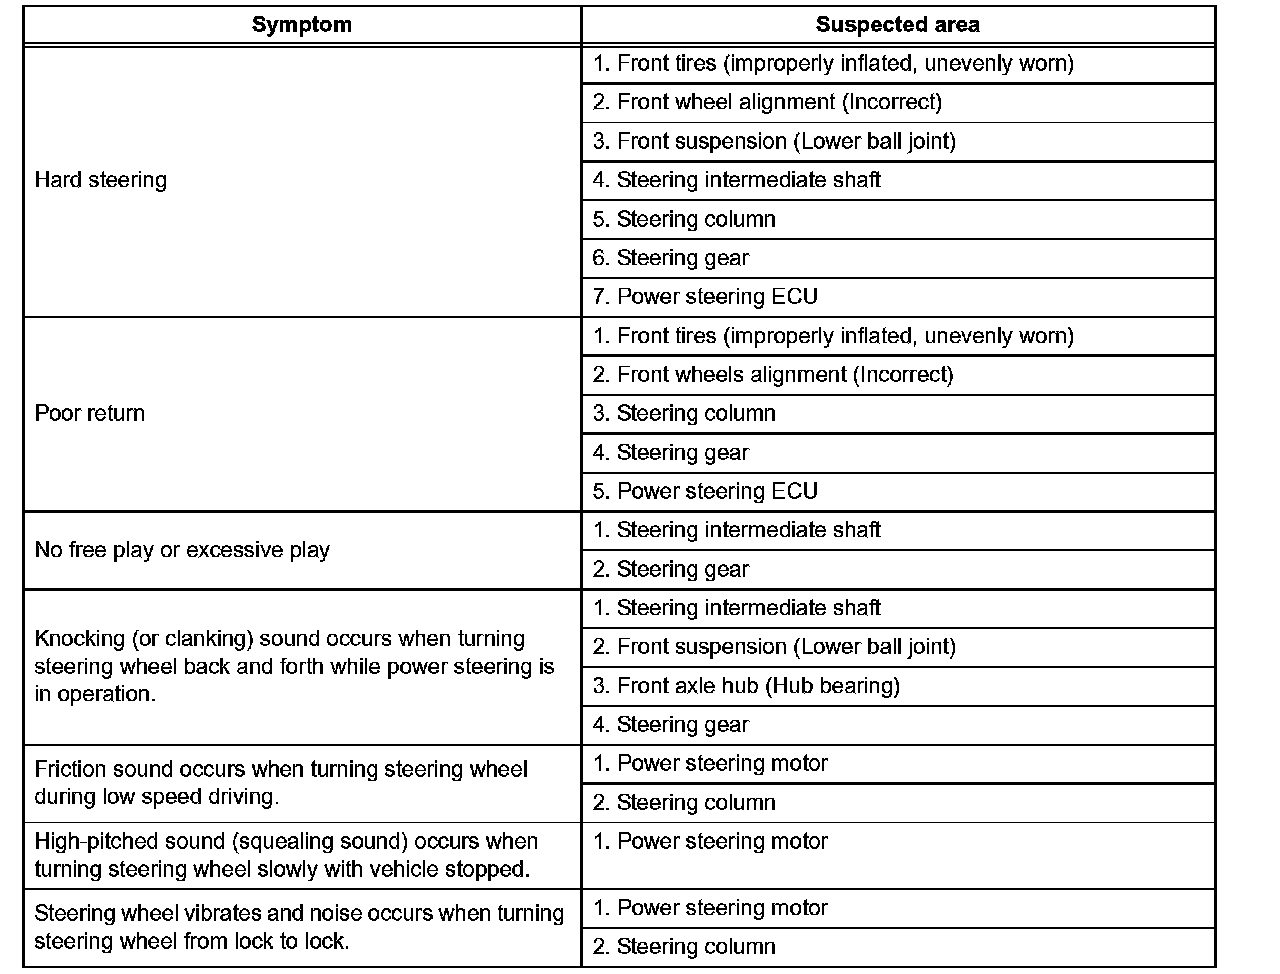 Symptom
Suspected area
Hard steering
1. Front tires (improperly inflated, unevenly worn)
2. Front wheel alignment (Incorrect)
3. Front suspension (Lower ball joint)
4. Steering intermediate shaft
5. Steering column
6. Steering gear
7. Power steering ECU
Poor return
1. Front tires (improperly inflated, unevenly worn)
2. Front wheels alignment (Incorrect)
3. Steering column
4. Steering gear
5. Power steering ECU
No free play or excessive play
1. Steering intermediate shaft
2. Steering gear
Knocking (or clanking) sound occurs when turning
steering wheel back and forth while power steering is
in operation.
1. Steering intermediate shaft
2. Front suspension (Lower ball joint)
3. Front axle hub (Hub bearing)
4. Steering gear
Friction sound occurs when turning steering wheel
during low speed driving.
1. Power steering motor
2. Steering column
High-pitched sound (squealing sound) occurs when
turning steering wheel slowly with vehicle stopped.
1. Power steering motor
Steering wheel vibrates and noise occurs when turning
steering wheel from lock to lock.
1. Power steering motor
2. Steering column